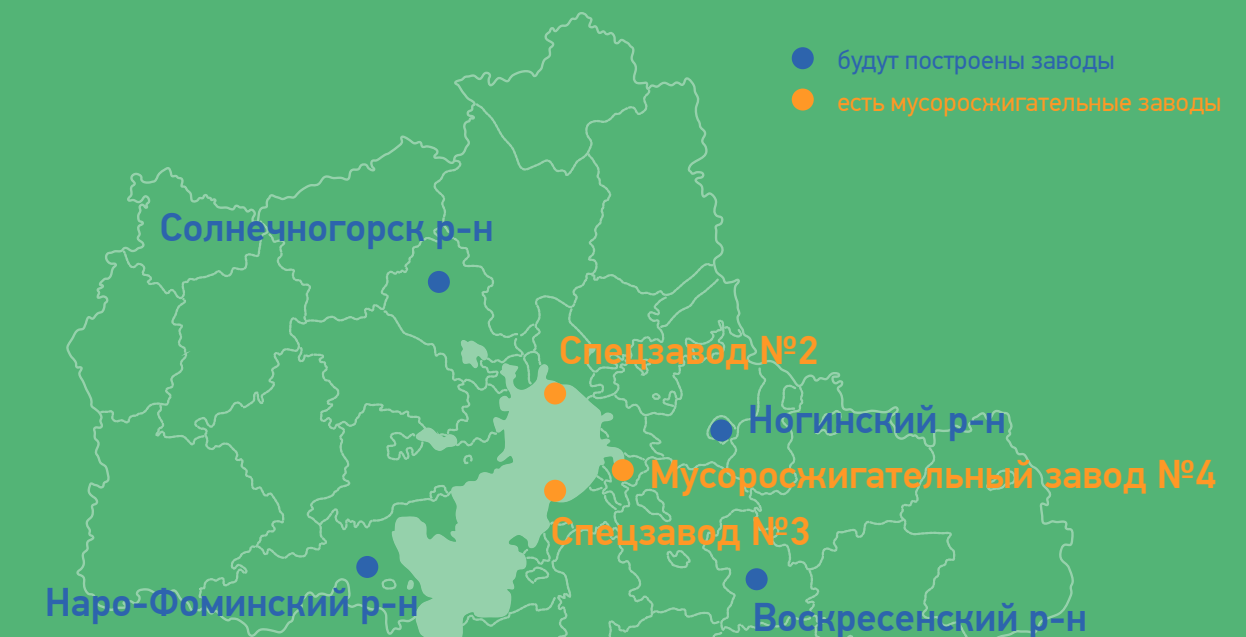 будут построены заводы
есть мусоросжигательные заводы
Солнечногорск р-н
Спецзавод №2
Ногинский р-н
Мусоросжигательный завод №4
Спецзавод №3
Наро-Фоминский р-н
Воскресенский р-н